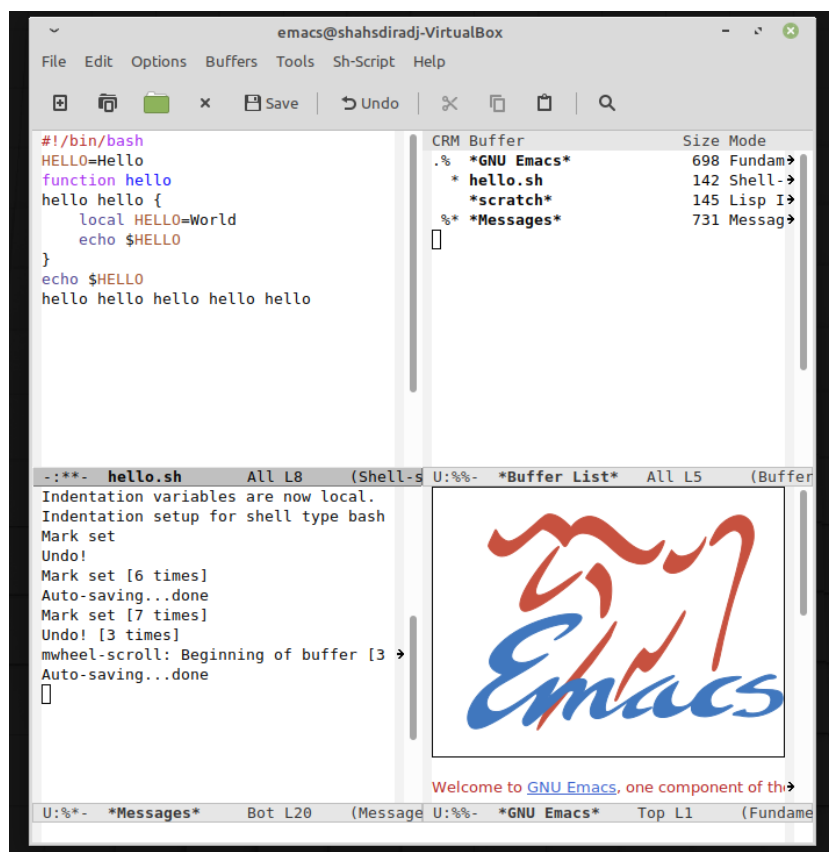 emacs@shahsdiradj-VirtualBox
File Edit Options Buffers Tools Sh-Script Help
Save Undo
#!/bin/bash
HELLO=Hello
function hello
hello hello {
    local HELLO=World
    echo $HELLO
}
echo $HELLO
hello hello hello hello hello
-:**- hello.sh All L8 (Shell-s
CRM Buffer Size Mode
.% *GNU Emacs* 698 Fundam
* hello.sh 142 Shell-
*scratch* 145 Lisp I
%* *Messages* 731 Messag
U:%%- *Buffer List* All L5 (Buffer
Indentation variables are now local.
Indentation setup for shell type bash
Mark set
Undo!
Mark set [6 times]
Auto-saving...done
Mark set [7 times]
Undo! [3 times]
mwheel-scroll: Beginning of buffer [3
Auto-saving...done
U:%*- *Messages* Bot L20 (Message
Emacs
Welcome to GNU Emacs, one component of the
U:%%- *GNU Emacs* Top L1 (Fundame